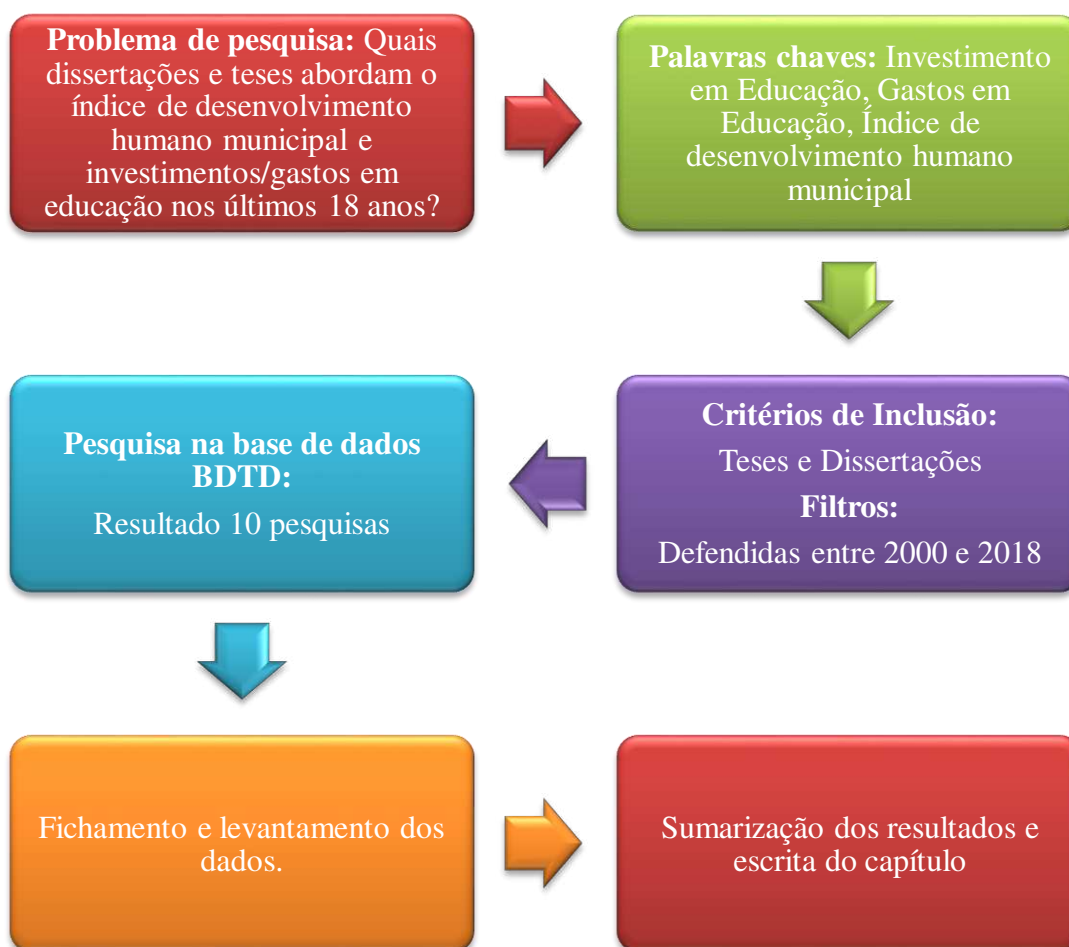 Problema de pesquisa: Quais
dissertações e teses abordam o
índice de desenvolvimento
humano municipal e
investimentos/gastos em
educação nos últimos 18 anos?
Palavras chaves: Investimento
em Educação, Gastos em
Educação, Índice de
desenvolvimento humano
municipal
Critérios de Inclusão:
Teses e Dissertações
Filtros:
Defendidas entre 2000 e 2018
Pesquisa na base de dados
BDTD:
Resultado 10 pesquisas
Fichamento e levantamento dos
dados.
Sumarização dos resultados e
escrita do capítulo